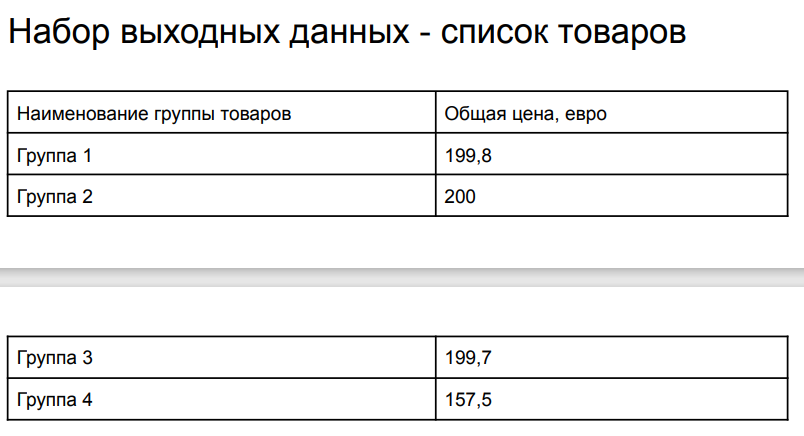 Набор выходных данных - список товаров
Наименование группы товаров Общая цена, евро
Группа 1 199,8
Группа 2 200
Группа 3 199,7
Группа 4 157,5